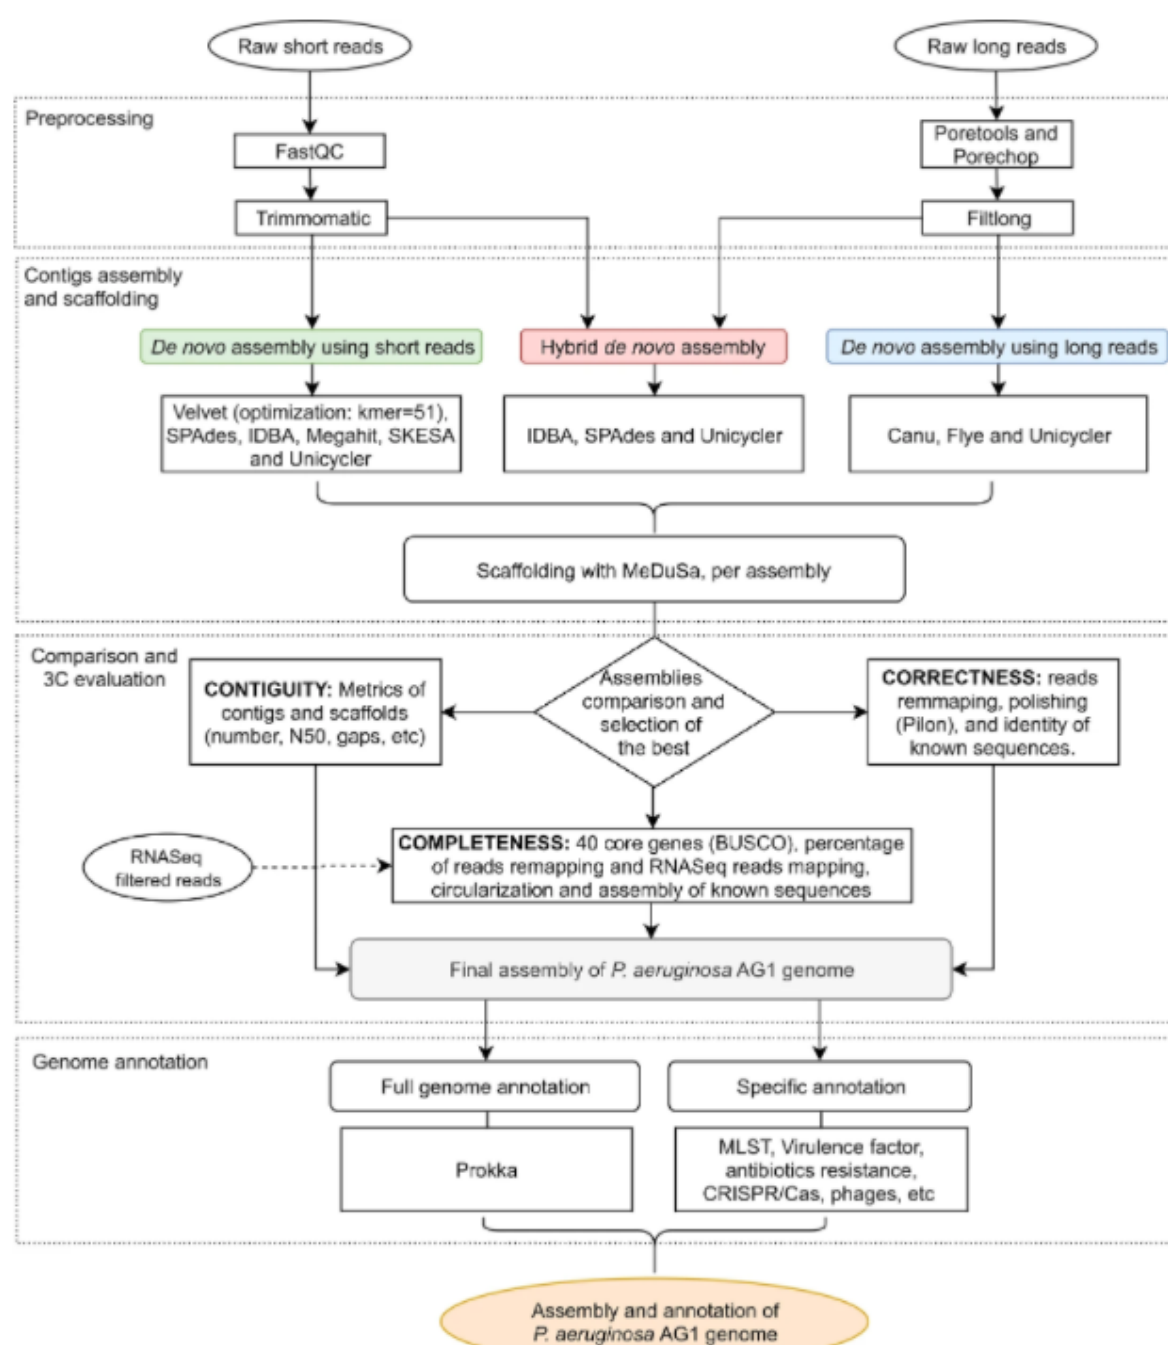 Raw short reads
Raw long reads
Preprocessing
FastQC
Poretools and
Porechop
Trimmomatic
Filtlong
Contigs assembly
and scaffolding
De novo assembly using short reads
Hybrid de novo assembly
De novo assembly using long reads
Velvet (optimization: kmer=51),
SPAdes, IDBA, Megahit, SKESA
and Unicycler
IDBA, SPAdes and Unicycler
Canu, Flye and Unicycler
Scaffolding with MeDuSa, per assembly
Comparison and
3C evaluation
CONTIGUITY: Metrics of
contigs and scaffolds
(number, N50, gaps, etc)
Assemblies
comparison and
selection of
the best
CORRECTNESS: reads
remmaping, polishing
(Pilon), and identity of
known sequences.
RNASeq
filtered reads
COMPLETENESS: 40 core genes (BUSCO), percentage
of reads remapping and RNASeq reads mapping,
circularization and assembly of known sequences
Final assembly of P. aeruginosa AG1 genome
Genome annotation
Full genome annotation
Specific annotation
Prokka
MLST, Virulence factor,
antibiotics resistance,
CRISPR/Cas, phages, etc
Assembly and annotation of
P. aeruginosa AG1 genome